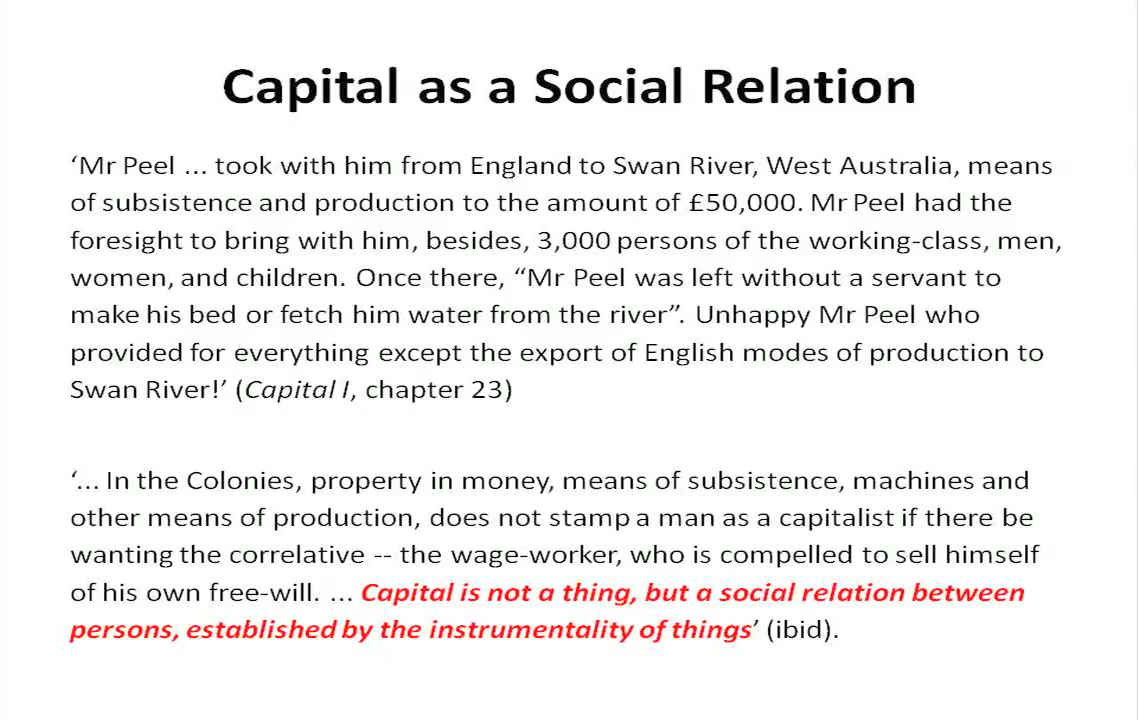 Capital as a Social Relation
‘Mr Peel ... took with him from England to Swan River, West Australia, means
of subsistence and production to the amount of £50,000. Mr Peel had the
foresight to bring with him, besides, 3,000 persons of the working-class, men,
women, and children. Once there, “Mr Peel was left without a servant to
make his bed or fetch him water from the river”. Unhappy Mr Peel who
provided for everything except the export of English modes of production to
Swan River!’ (Capital I, chapter 23)
‘... In the Colonies, property in money, means of subsistence, machines and
other means of production, does not stamp a man as a capitalist if there be
wanting the correlative -- the wage-worker, who is compelled to sell himself
of his own free-will. ... Capital is not a thing, but a social relation between
persons, established by the instrumentality of things’ (ibid).